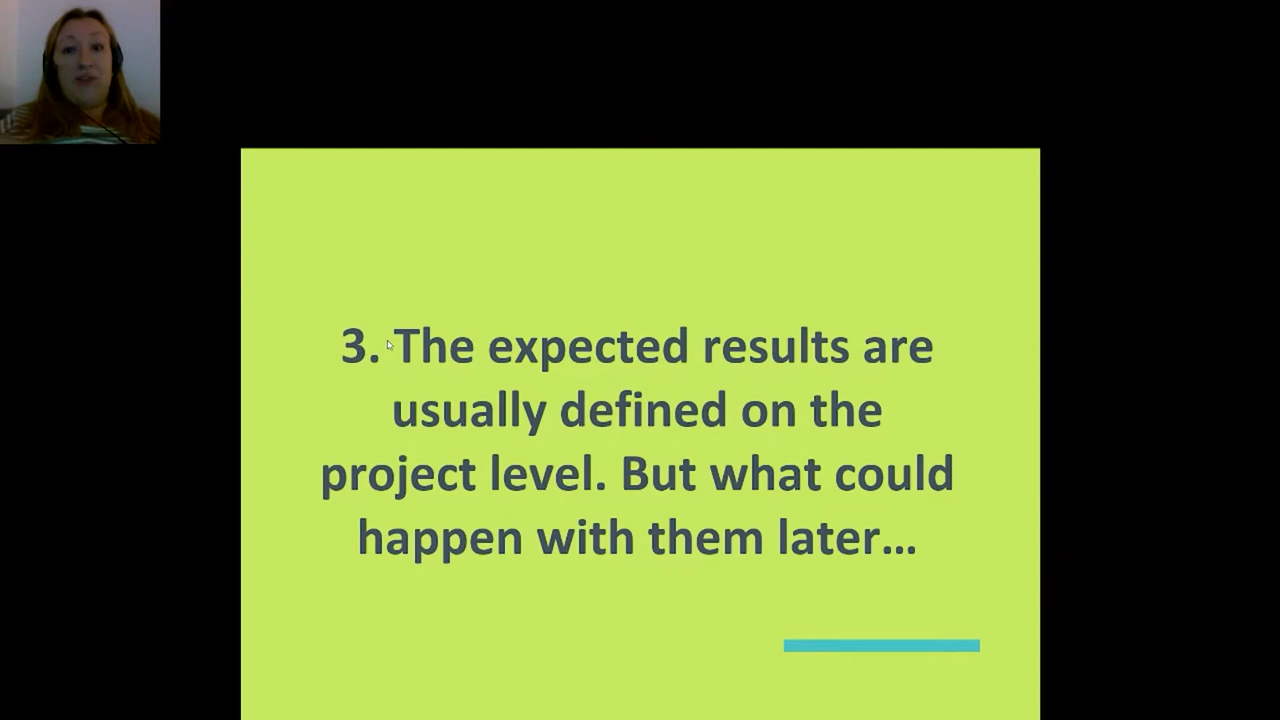 3. The expected results are
usually defined on the
project level. But what could
happen with them later…